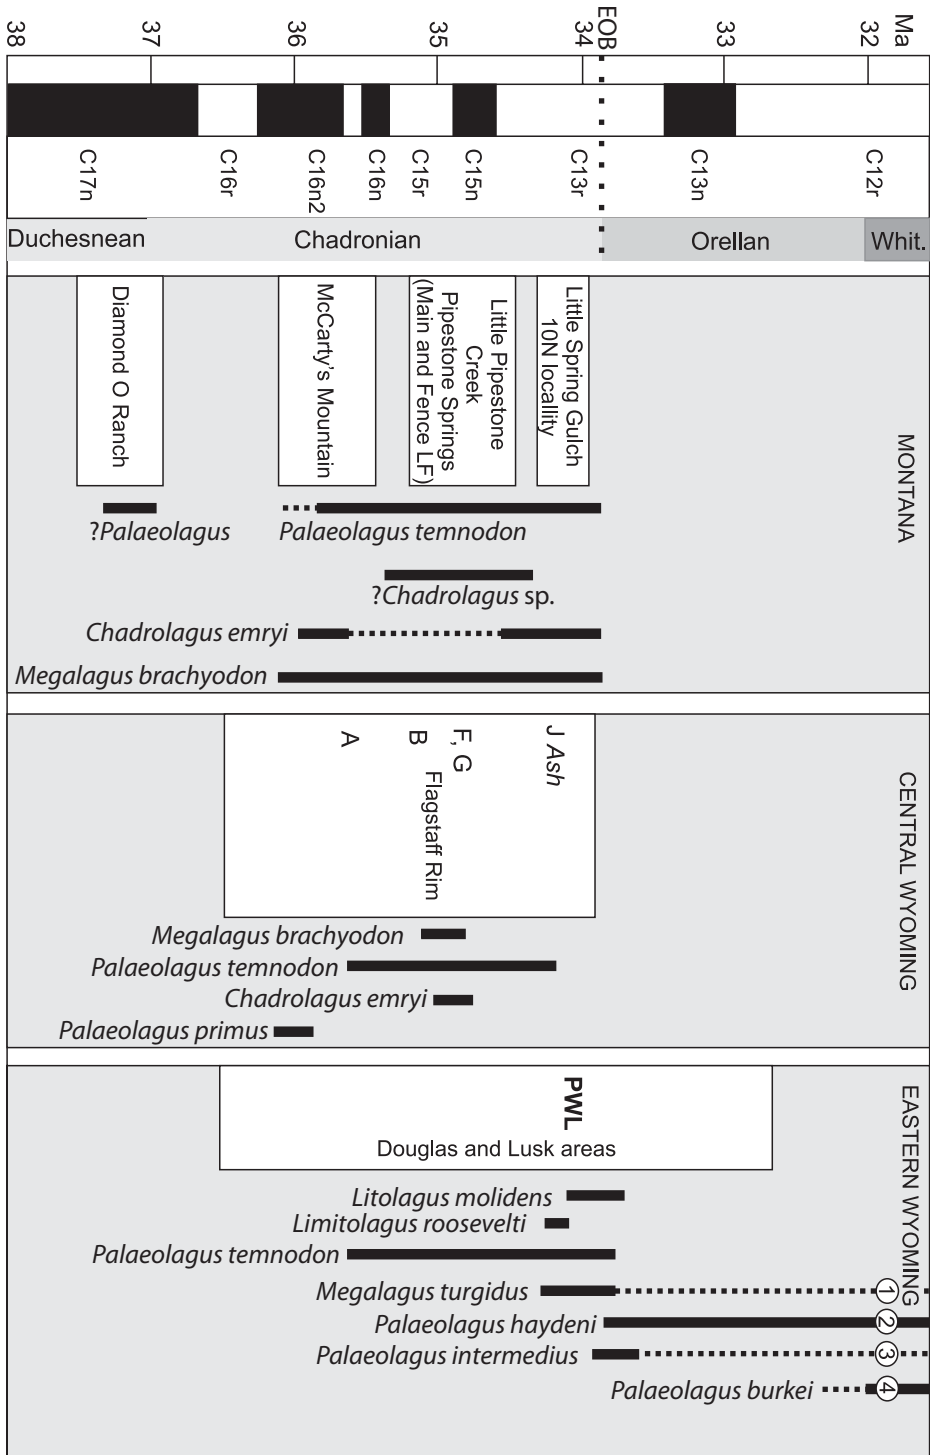 38
37
36
35
34
EOB
33
32
Ma
C17n
C16r
C16n2
C16n
C15r
C15n
C13r
C13n
C12r
Duchesnean
Chadronian
Orellan
Whit.
MONTANA
Diamond O Ranch
McCarty's Mountain
Little Pipestone
Creek
Pipestone Springs
(Main and Fence LF)
Little Spring Gulch
10N locallity
?Palaeolagus
Palaeolagus temnodon
?Chadrolagus sp.
Chadrolagus emryi
Megalagus brachyodon
CENTRAL WYOMING
A
B
F, G
J Ash
Flagstaff Rim
Megalagus brachyodon
Palaeolagus temnodon
Chadrolagus emryi
Palaeolagus primus
EASTERN WYOMING
PWL
Douglas and Lusk areas
Litolagus molidens
Limitolagus roosevelti
Palaeolagus temnodon
Megalagus turgidus
1
Palaeolagus haydeni
2
Palaeolagus intermedius
3
Palaeolagus burkei
4